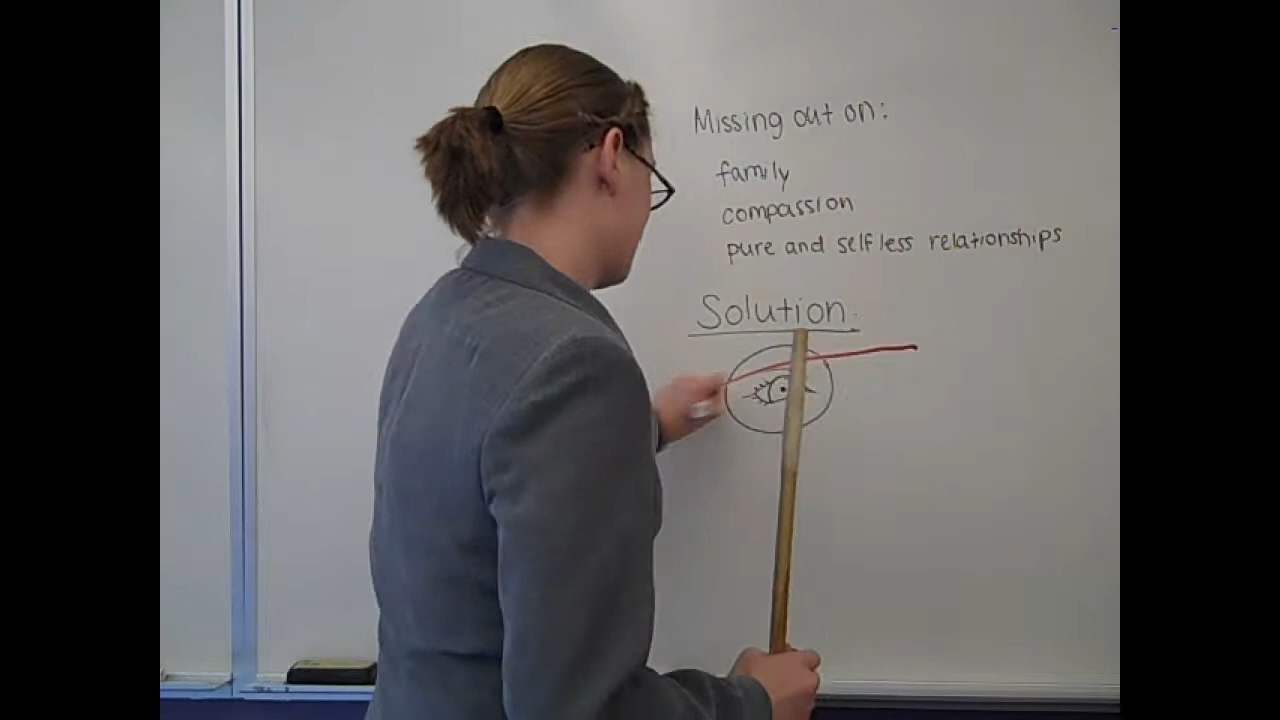 Missing out on:
family
compassion
pure and selfless relationships
Solution